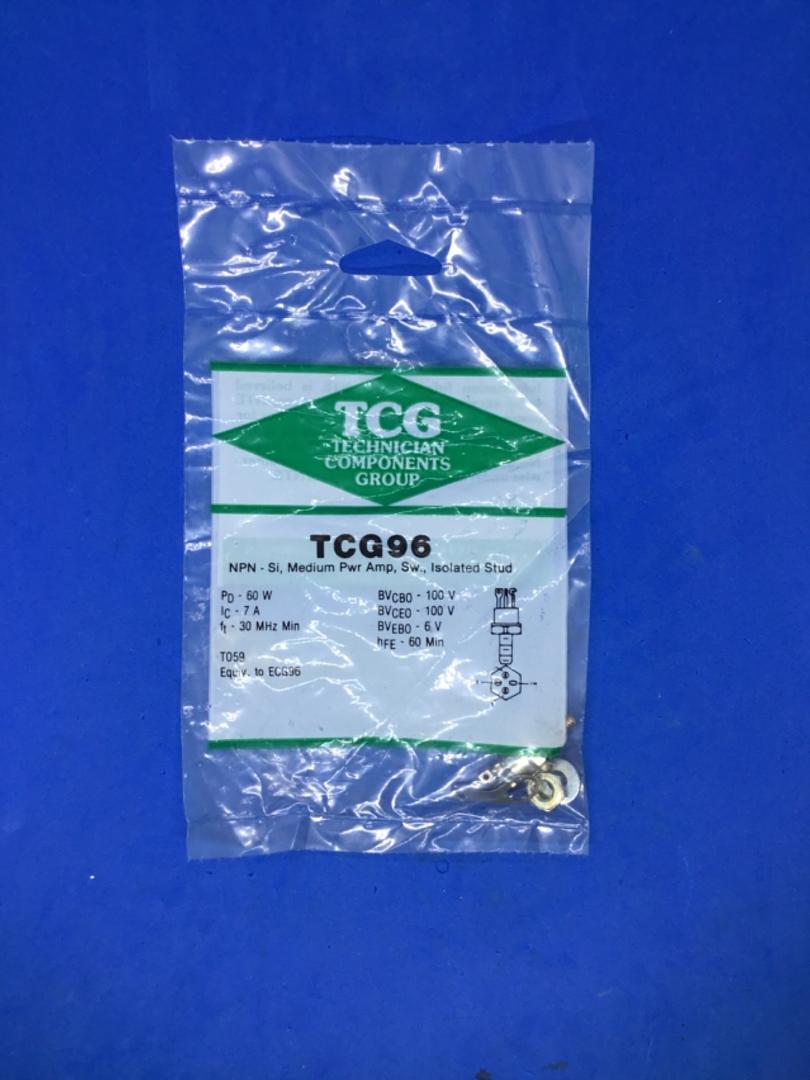 TCG
TECHNICIAN
COMPONENTS
GROUP
TCG96
NPN - Si, Medium Pwr Amp, Sw., Isolated Stud
PD - 60 W
IC - 7 A
ft - 30 MHz Min
BVCBO - 100 V
BVCEO - 100 V
BVEBO - 6 V
hFE - 60 Min
TO59
Equiv. to ECG96